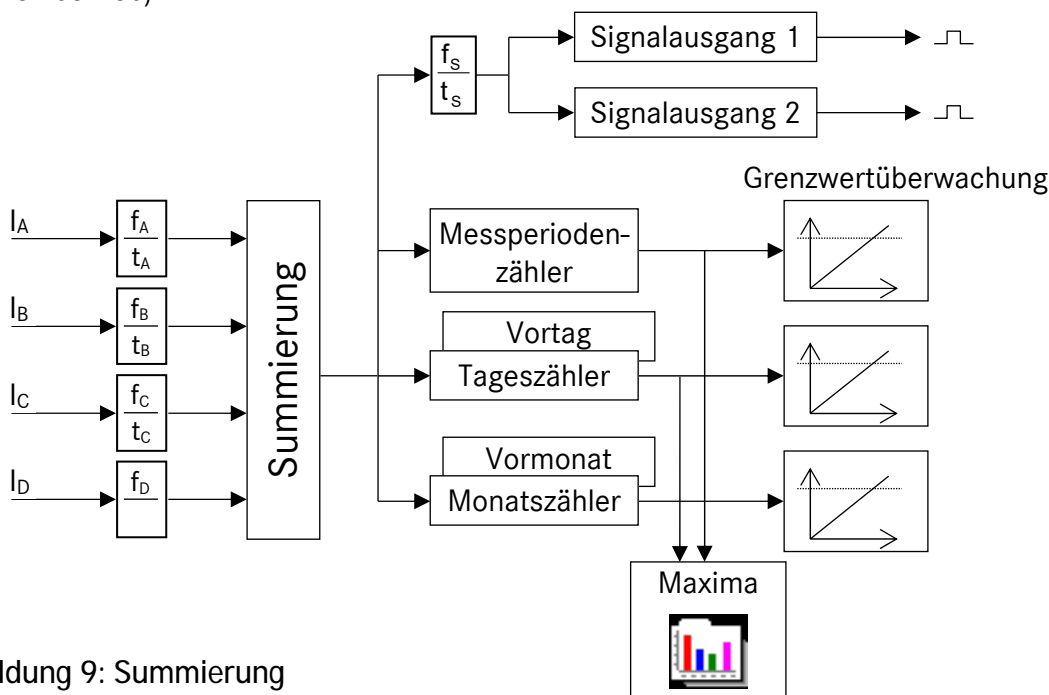 Signalausgang 1
f_S
t_S
Signalausgang 2
Grenzwertüberwachung
I_A
f_A
t_A
Messperioden-
zähler
I_B
f_B
t_B
Summierung
Vortag
Tageszähler
I_C
f_C
t_C
Vormonat
Monatszähler
I_D
f_D
Maxima
ldung 9: Summierung